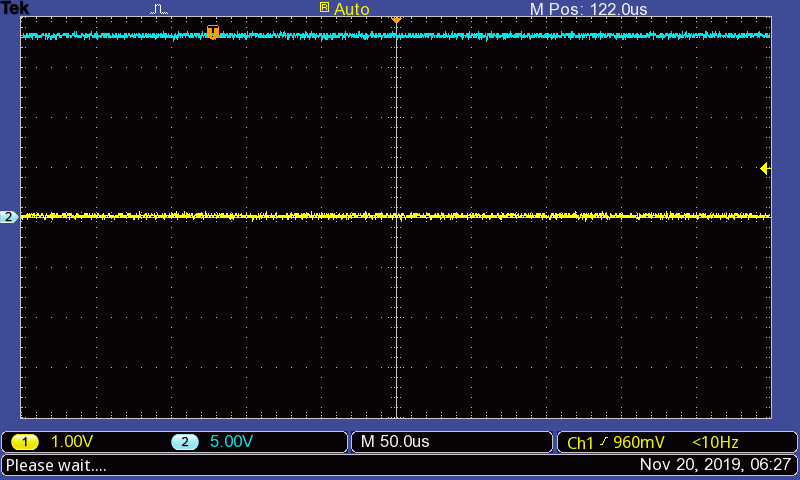 Tek R Auto M Pos: 122.0us
T
2
1 1.00V 2 5.00V M 50.0us Ch1 960mV <10Hz
Please wait.... Nov 20, 2019, 06:27